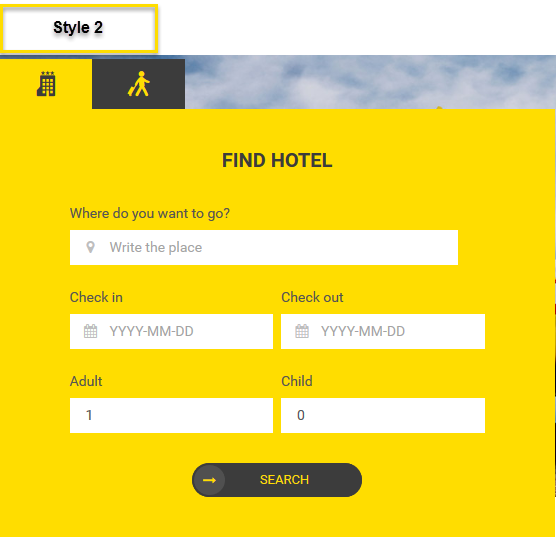 Style 2
FIND HOTEL
Where do you want to go?
Write the place
Check in Check out
YYYY-MM-DD YYYY-MM-DD
Adult Child
1 0
SEARCH